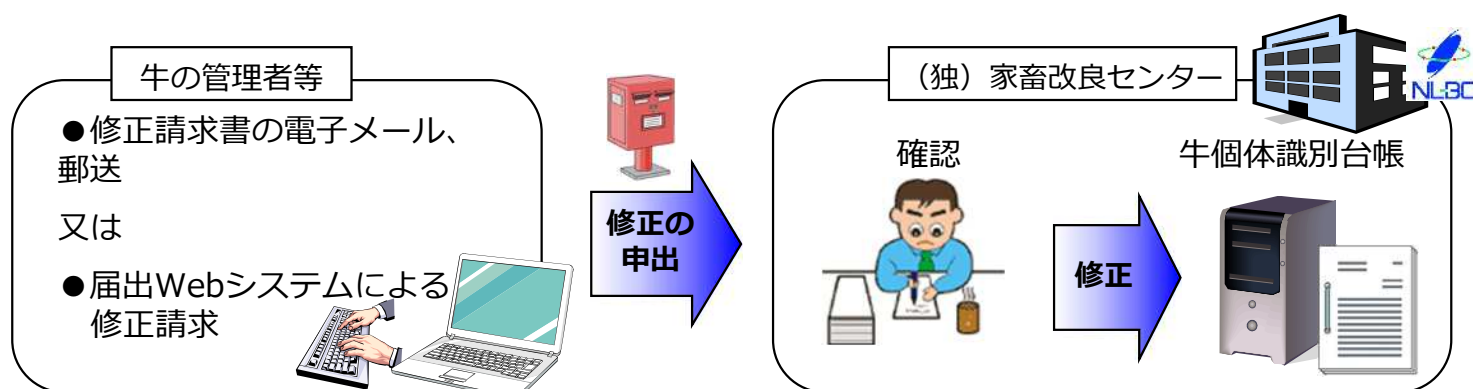 牛の管理者等
●修正請求書の電子メール、
郵送
又は
●届出Webシステムによる
修正請求
修正の
申出
（独）家畜改良センター
NLBC
確認
修正
牛個体識別台帳